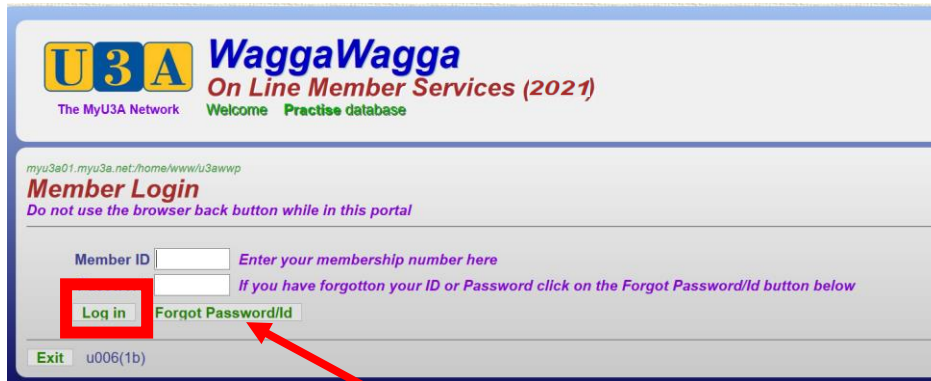 U3A WaggaWagga
On Line Member Services (2021)
The MyU3A Network Welcome Practise database
myu3a01.myu3a.net:/home/www/u3awwp
Member Login
Do not use the browser back button while in this portal
Member ID Enter your membership number here
If you have forgotton your ID or Password click on the Forgot Password/Id button below
Log in Forgot Password/Id
Exit u006(1b)